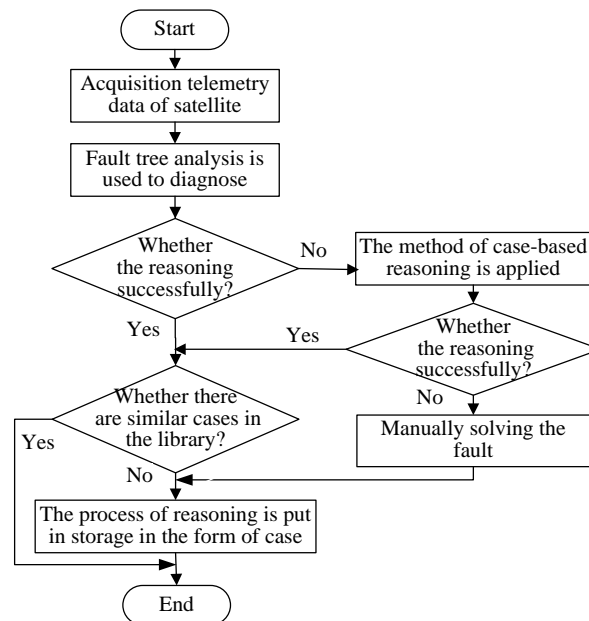 Start
Acquisition telemetry
data of satellite
Fault tree analysis is
used to diagnose
Whether
the reasoning
successfully?
No
The method of case-based
reasoning is applied
Yes
Yes
Whether
the reasoning
successfully?
No
Whether there
are similar cases in
the library?
Yes
No
Manually solving the
fault
The process of reasoning is put
in storage in the form of case
End